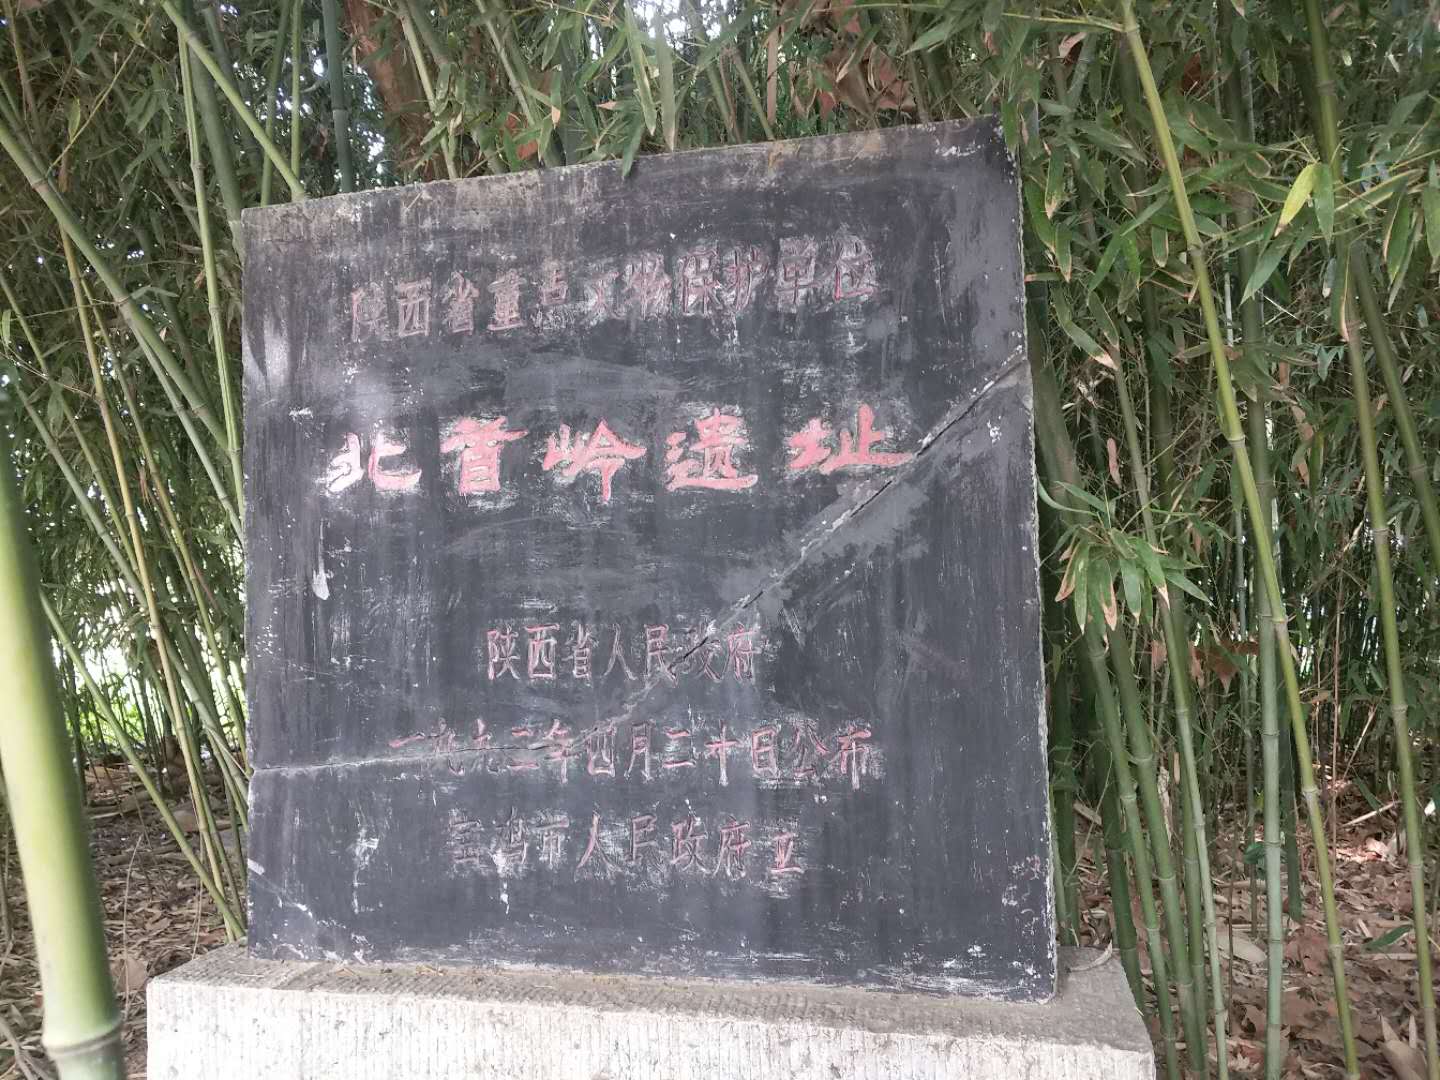 陕西省重点文物保护单位
北首岭遗址
陕西省人民政府
一九九二年四月二十日公布
宝鸡市人民政府立